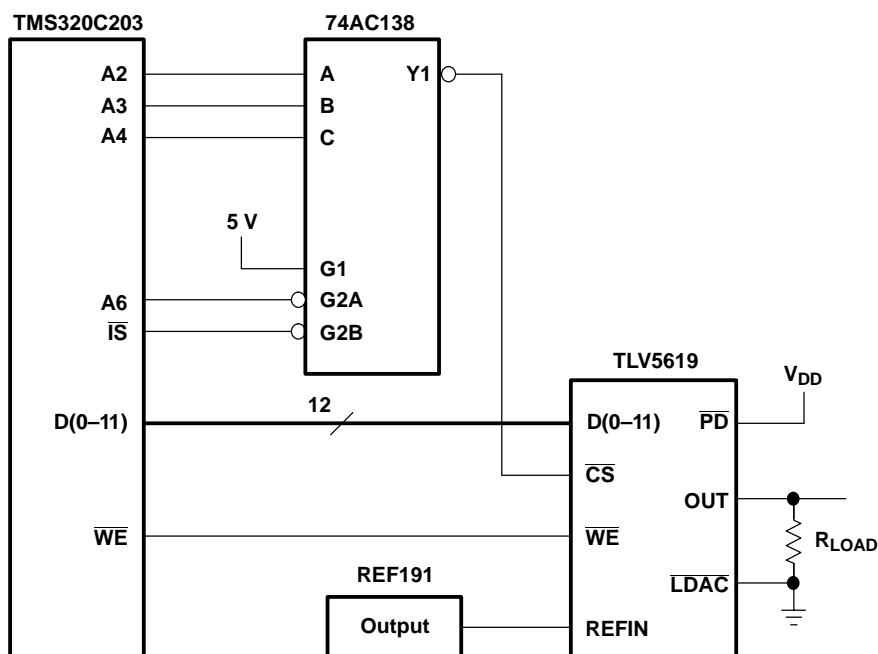 TMS320C203
74AC138
A2
A
Y1
A3
B
A4
C
5 V
G1
A6
G2A
IS
G2B
TLV5619
VDD
12
D(0–11)
D(0–11)
PD
CS
OUT
WE
WE
RLOAD
REF191
LDAC
Output
REFIN